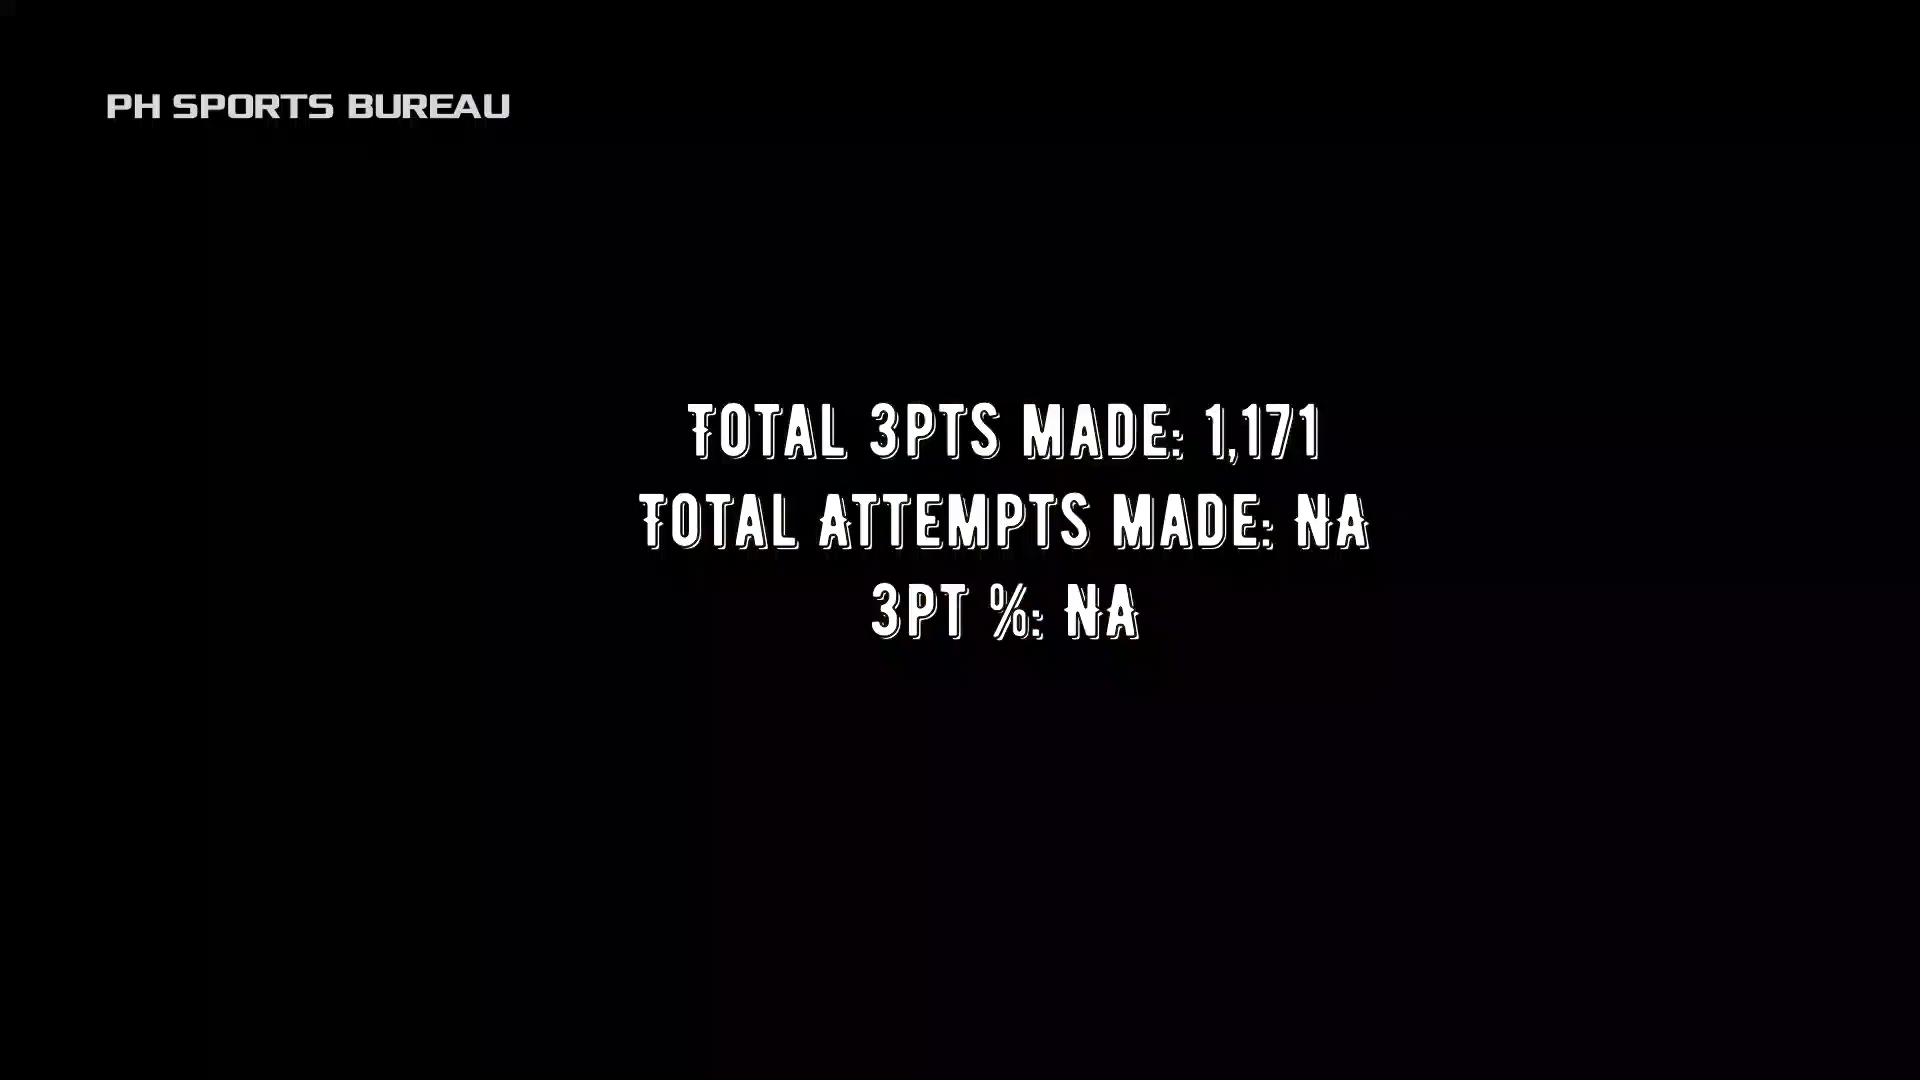 PH SPORTS BUREAU
TOTAL 3PTS MADE: 1,171
TOTAL ATTEMPTS MADE: NA
3PT %: NA